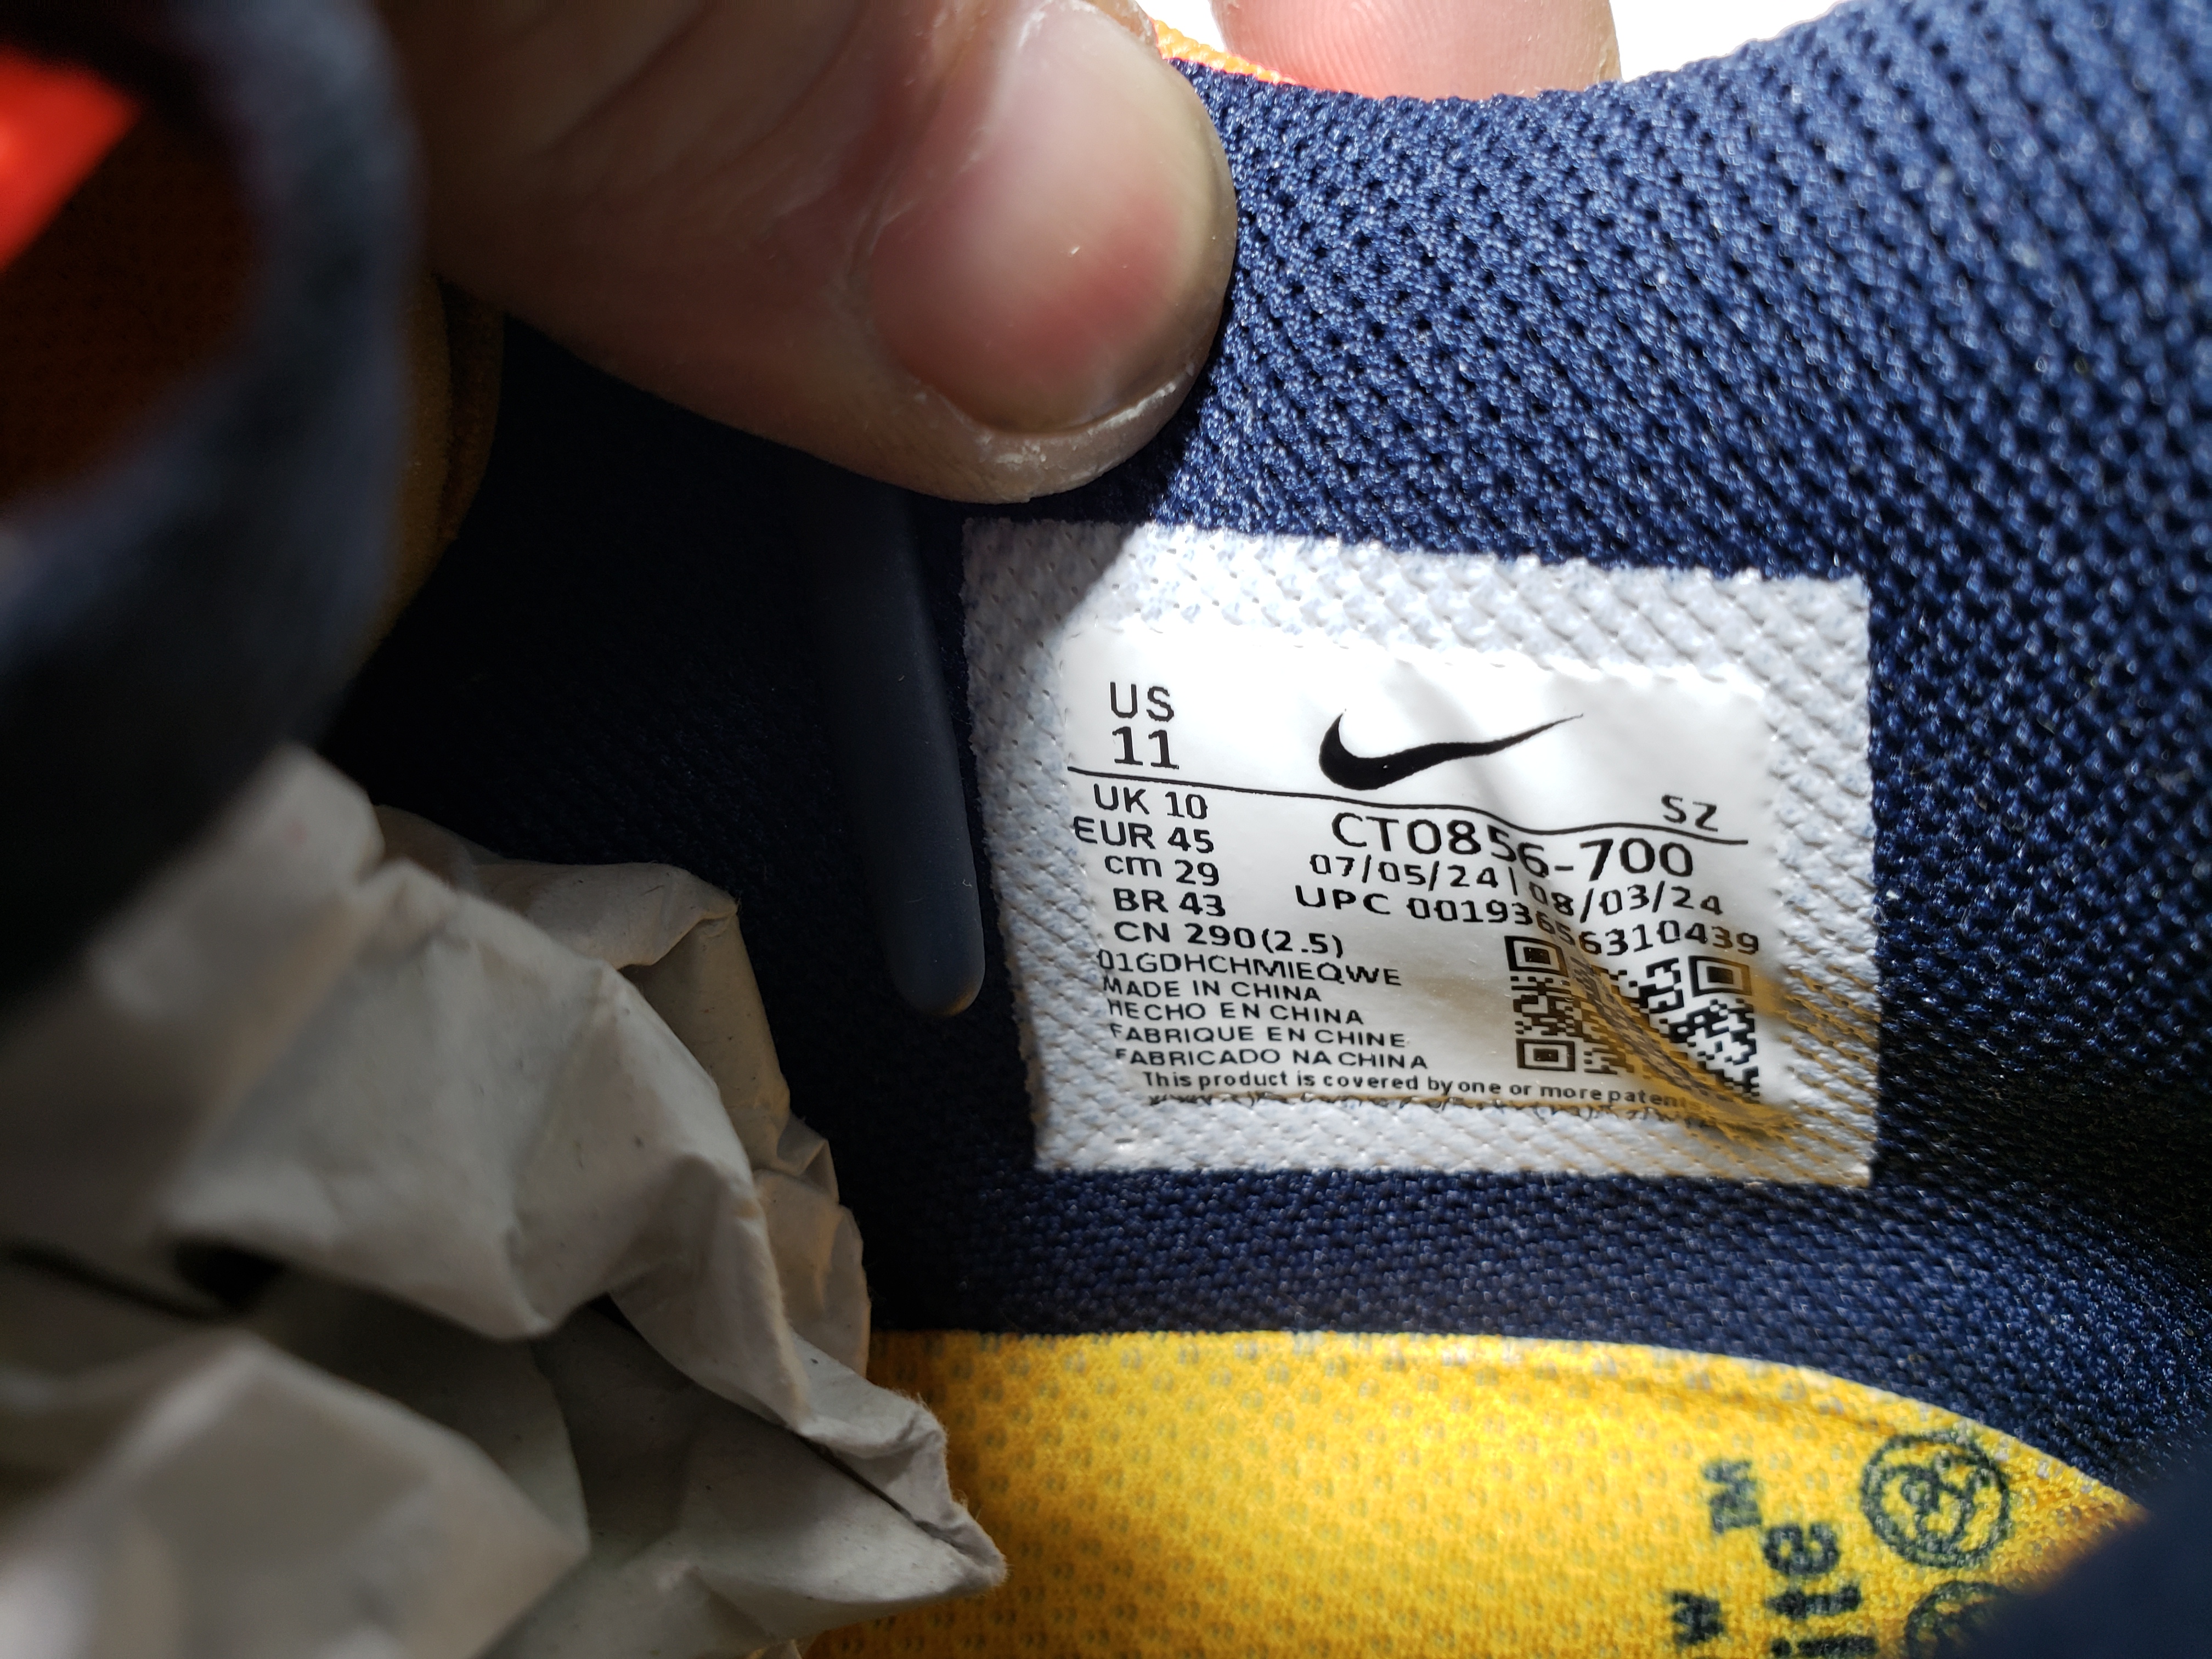 US
11
UK 10
EUR 45
cm 29
BR 43
CN 290(2.5)
SZ
CT0856-700
07/05/24|08/03/24
UPC 00193656310439
01GDHCHMIEQWE
MADE IN CHINA
HECHO EN CHINA
FABRIQUE EN CHINE
FABRICADO NA CHINA
This product is covered by one or more patents.